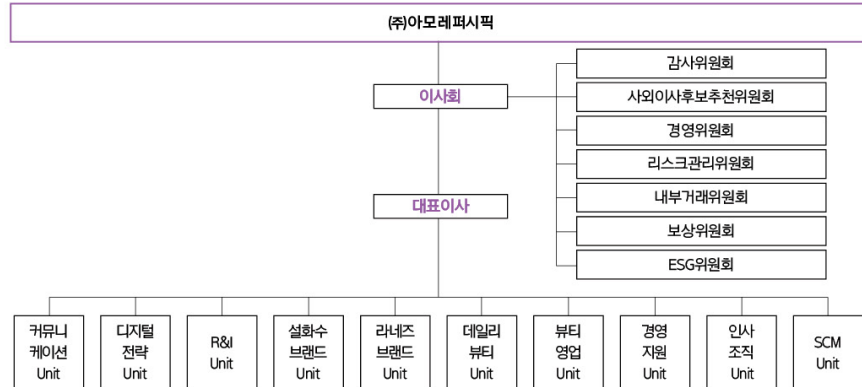 ㈜아모레퍼시픽
이사회
감사위원회
사외이사후보추천위원회
경영위원회
리스크관리위원회
내부거래위원회
보상위원회
ESG위원회
대표이사
커뮤니
케이션
Unit
디지털
전략
Unit
R&I
Unit
설화수
브랜드
Unit
라네즈
브랜드
Unit
데일리
뷰티
Unit
뷰티
영업
Unit
경영
지원
Unit
인사
조직
Unit
SCM
Unit